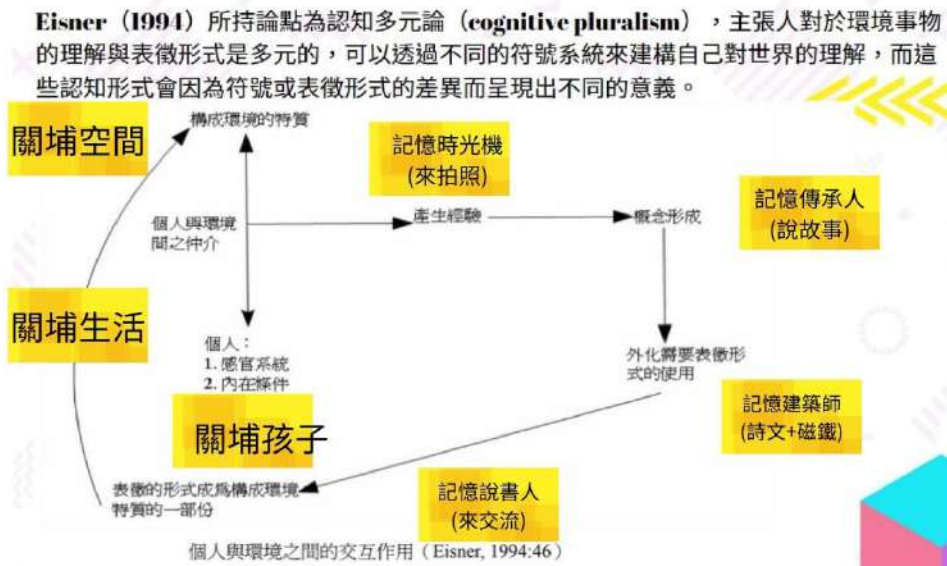 Eisner（1994）所持論點為認知多元論（cognitive pluralism），主張人對於環境事物
的理解與表徵形式是多元的，可以透過不同的符號系統來建構自己對世界的理解，而這
些認知形式會因為符號或表徵形式的差異而呈現出不同的意義。
關埔空間
構成環境的特質
記憶時光機
(來拍照)
個人與環境
間之仲介
產生經驗
概念形成
記憶傳承人
(說故事)
關埔生活
個人：
1. 感官系統
2. 內在條件
外化需要表徵形
式的使用
關埔孩子
記憶建築師
(詩文+磁鐵)
表徵的形式成為構成環境
特質的一部份
記憶說書人
(來交流)
個人與環境之間的交互作用（Eisner, 1994:46）